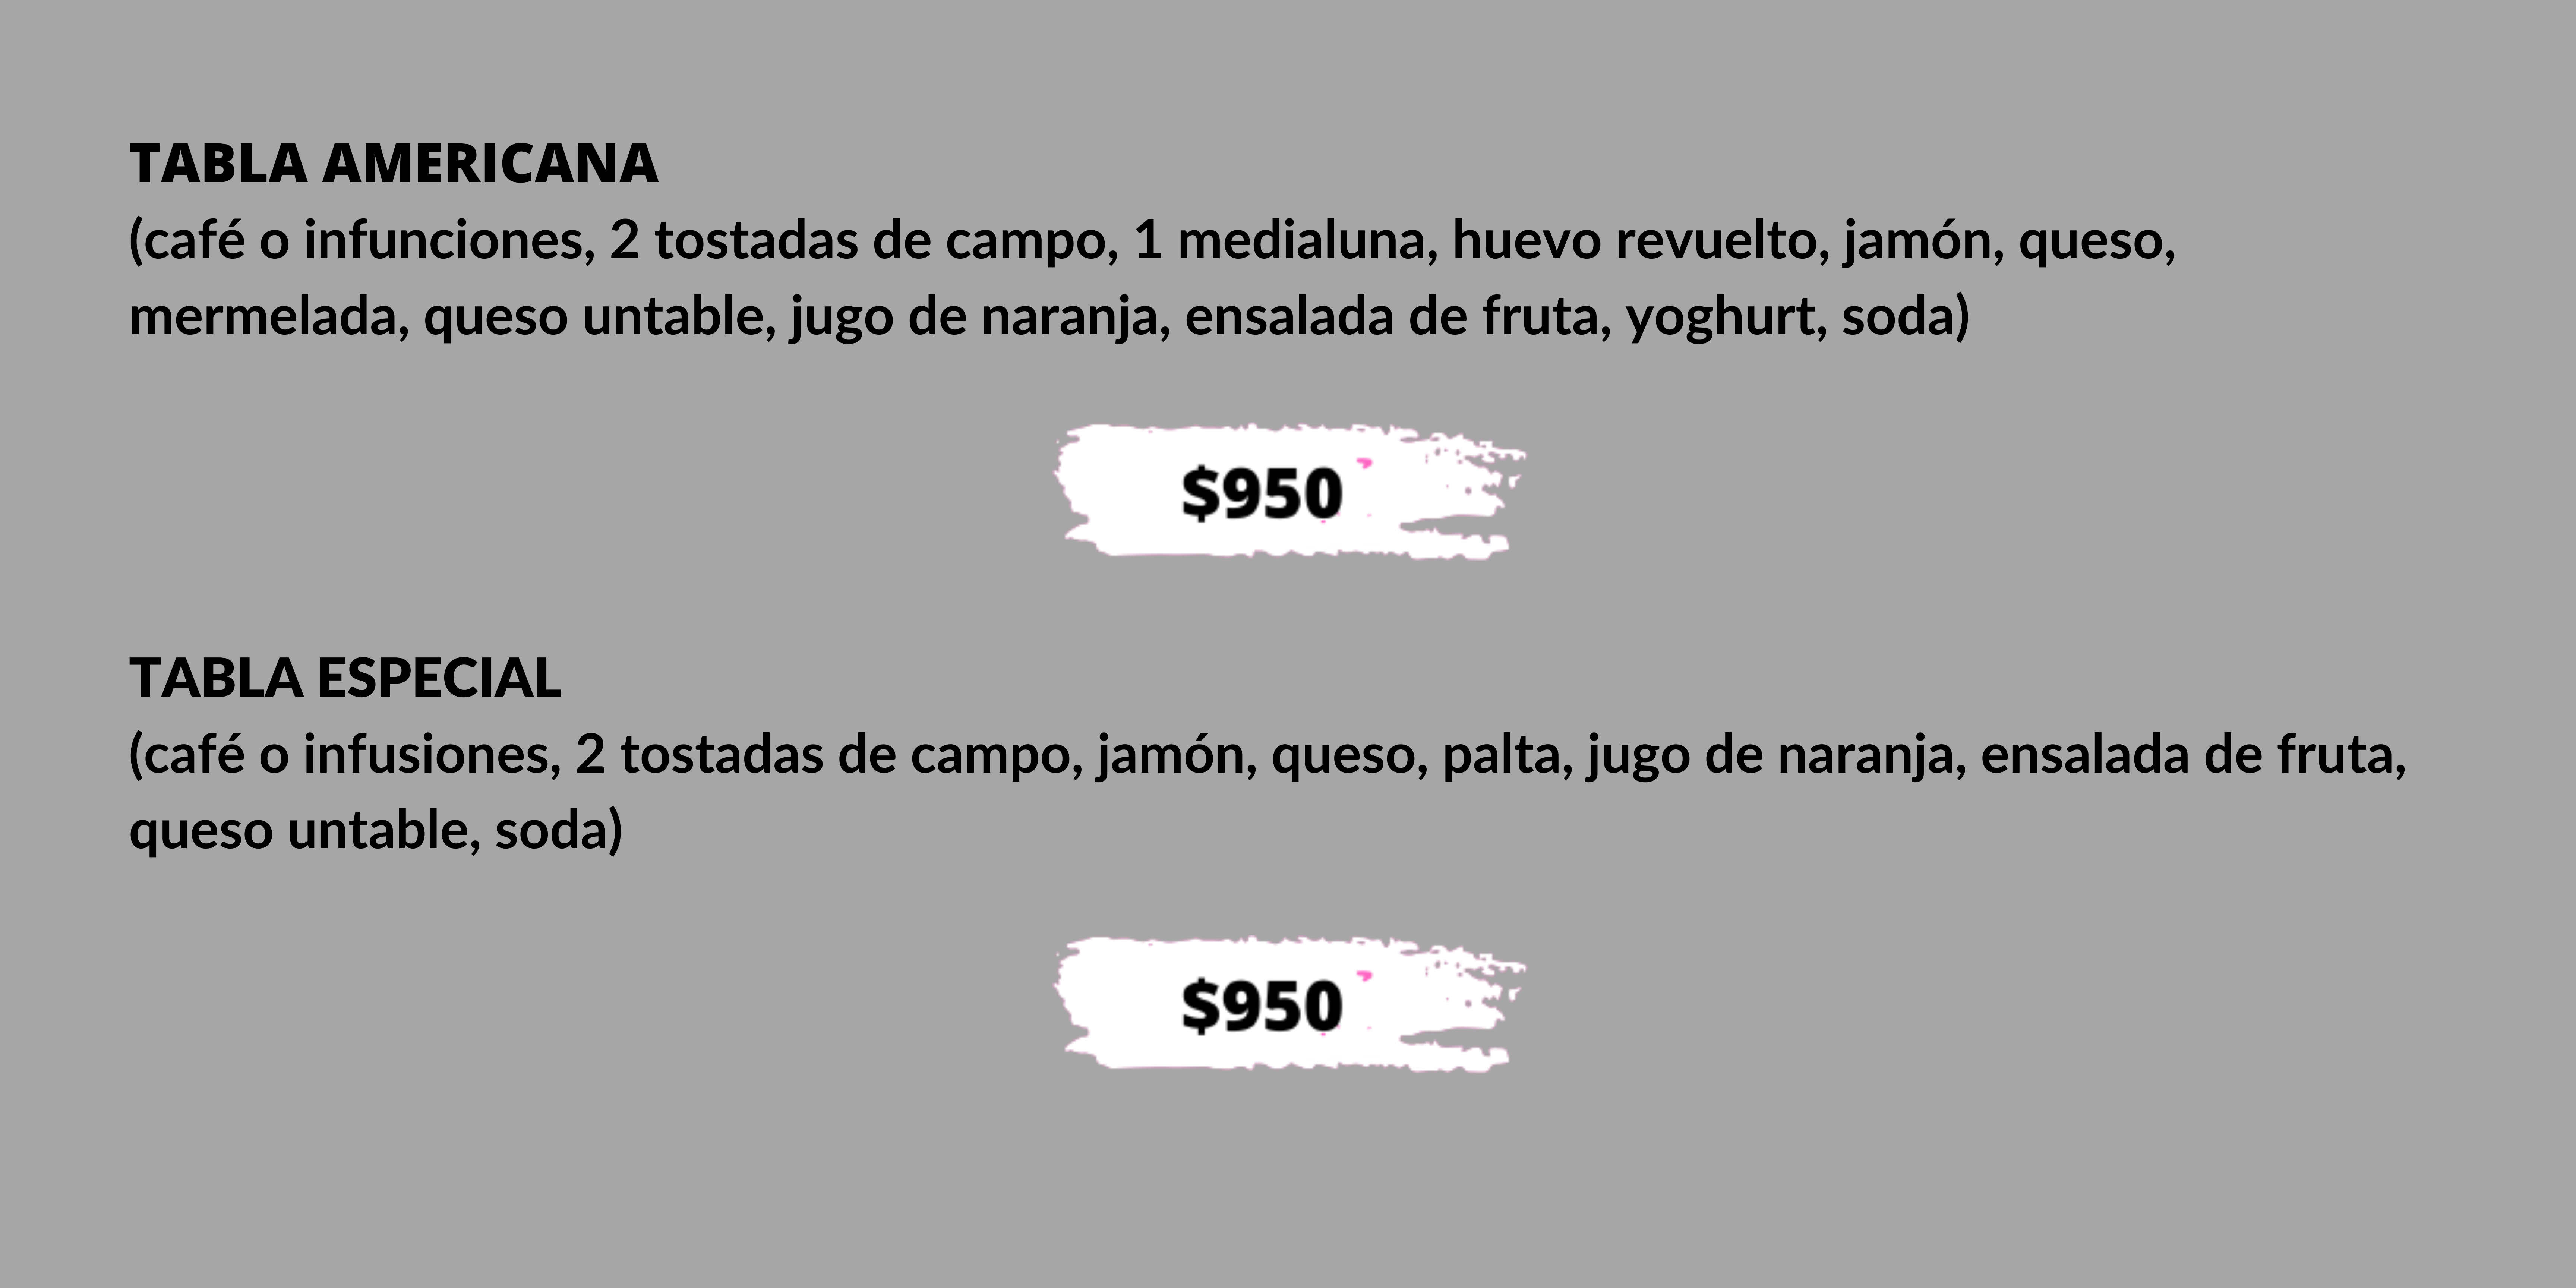 TABLA AMERICANA
(café o infunciones, 2 tostadas de campo, 1 medialuna, huevo revuelto, jamón, queso,
mermelada, queso untable, jugo de naranja, ensalada de fruta, yoghurt, soda)
$950
TABLA ESPECIAL
(café o infusiones, 2 tostadas de campo, jamón, queso, palta, jugo de naranja, ensalada de fruta,
queso untable, soda)
$950